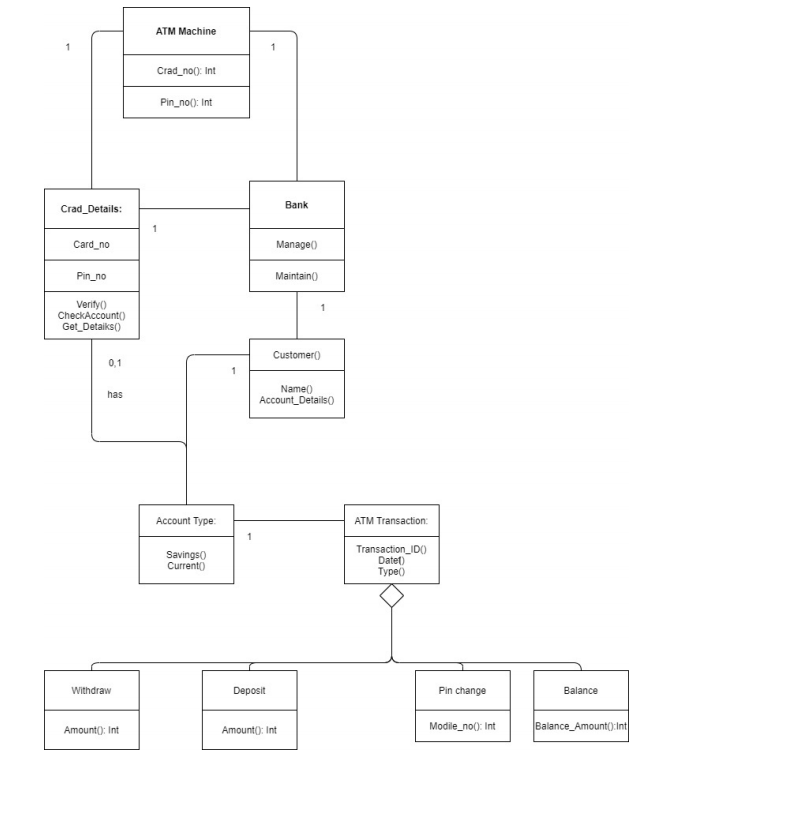 ATM Machine
1
1
Crad_no(): Int
Pin_no(): Int
Crad_Details:
Bank
1
Card_no
Manage()
Pin_no
Maintain()
Verify()
CheckAccount()
Get_Detaiks()
1
0,1
Customer()
1
has
Name()
Account_Details()
Account Type:
ATM Transaction:
1
Savings()
Current()
Transaction_ID()
Datet)
Type()
Withdraw
Deposit
Pin change
Balance
Amount(): Int
Amount(): Int
Modile_no(): Int
Balance_Amount():Int